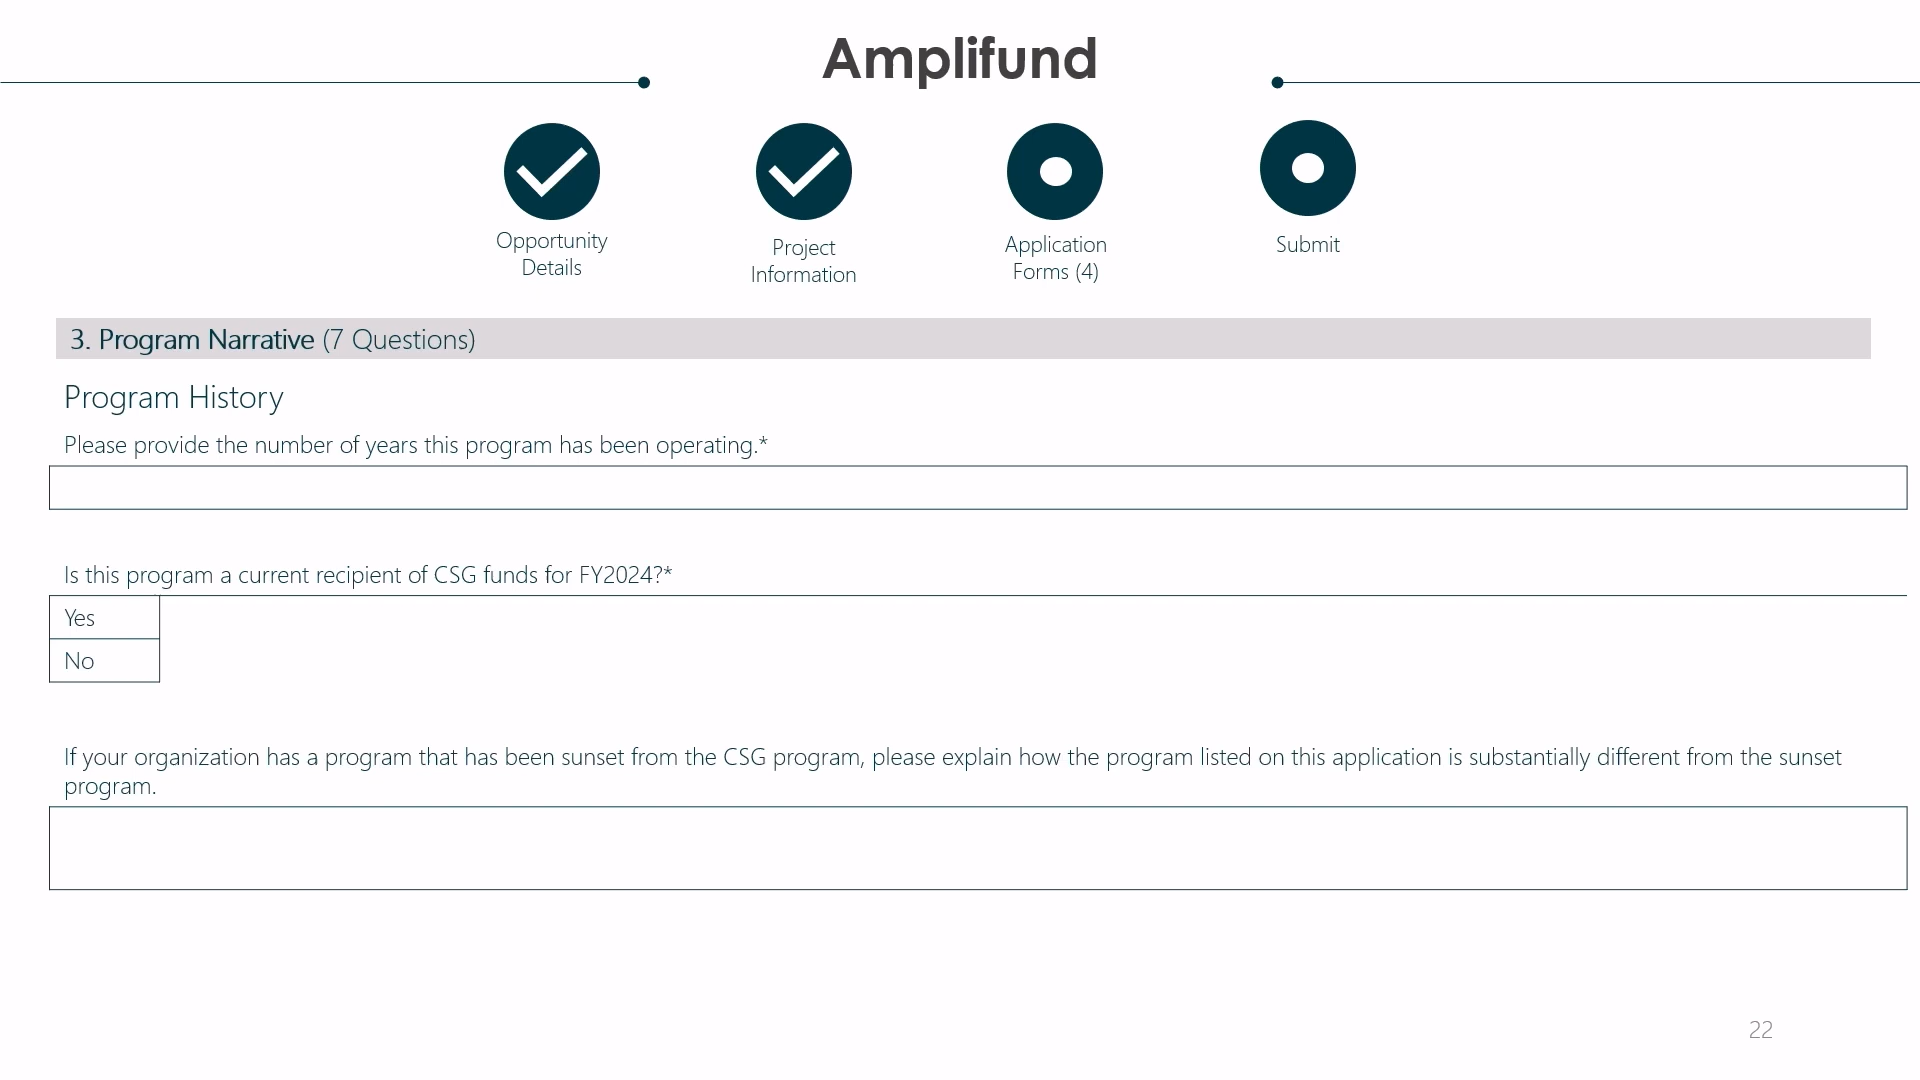 Amplifund
Opportunity
Details
Project
Information
Application
Forms (4)
Submit
3. Program Narrative (7 Questions)
Program History
Please provide the number of years this program has been operating.*
Is this program a current recipient of CSG funds for FY2024?*
Yes
No
If your organization has a program that has been sunset from the CSG program, please explain how the program listed on this application is substantially different from the sunset
program.
22